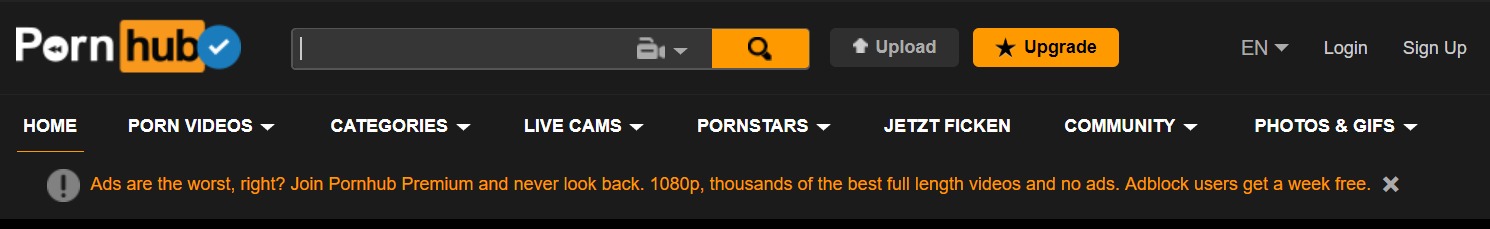 Pornhub
Upload
Upgrade
EN
Login
Sign Up
HOME
PORN VIDEOS
CATEGORIES
LIVE CAMS
PORNSTARS
JETZT FICKEN
COMMUNITY
PHOTOS & GIFS
Ads are the worst, right? Join Pornhub Premium and never look back. 1080p, thousands of the best full length videos and no ads. Adblock users get a week free.